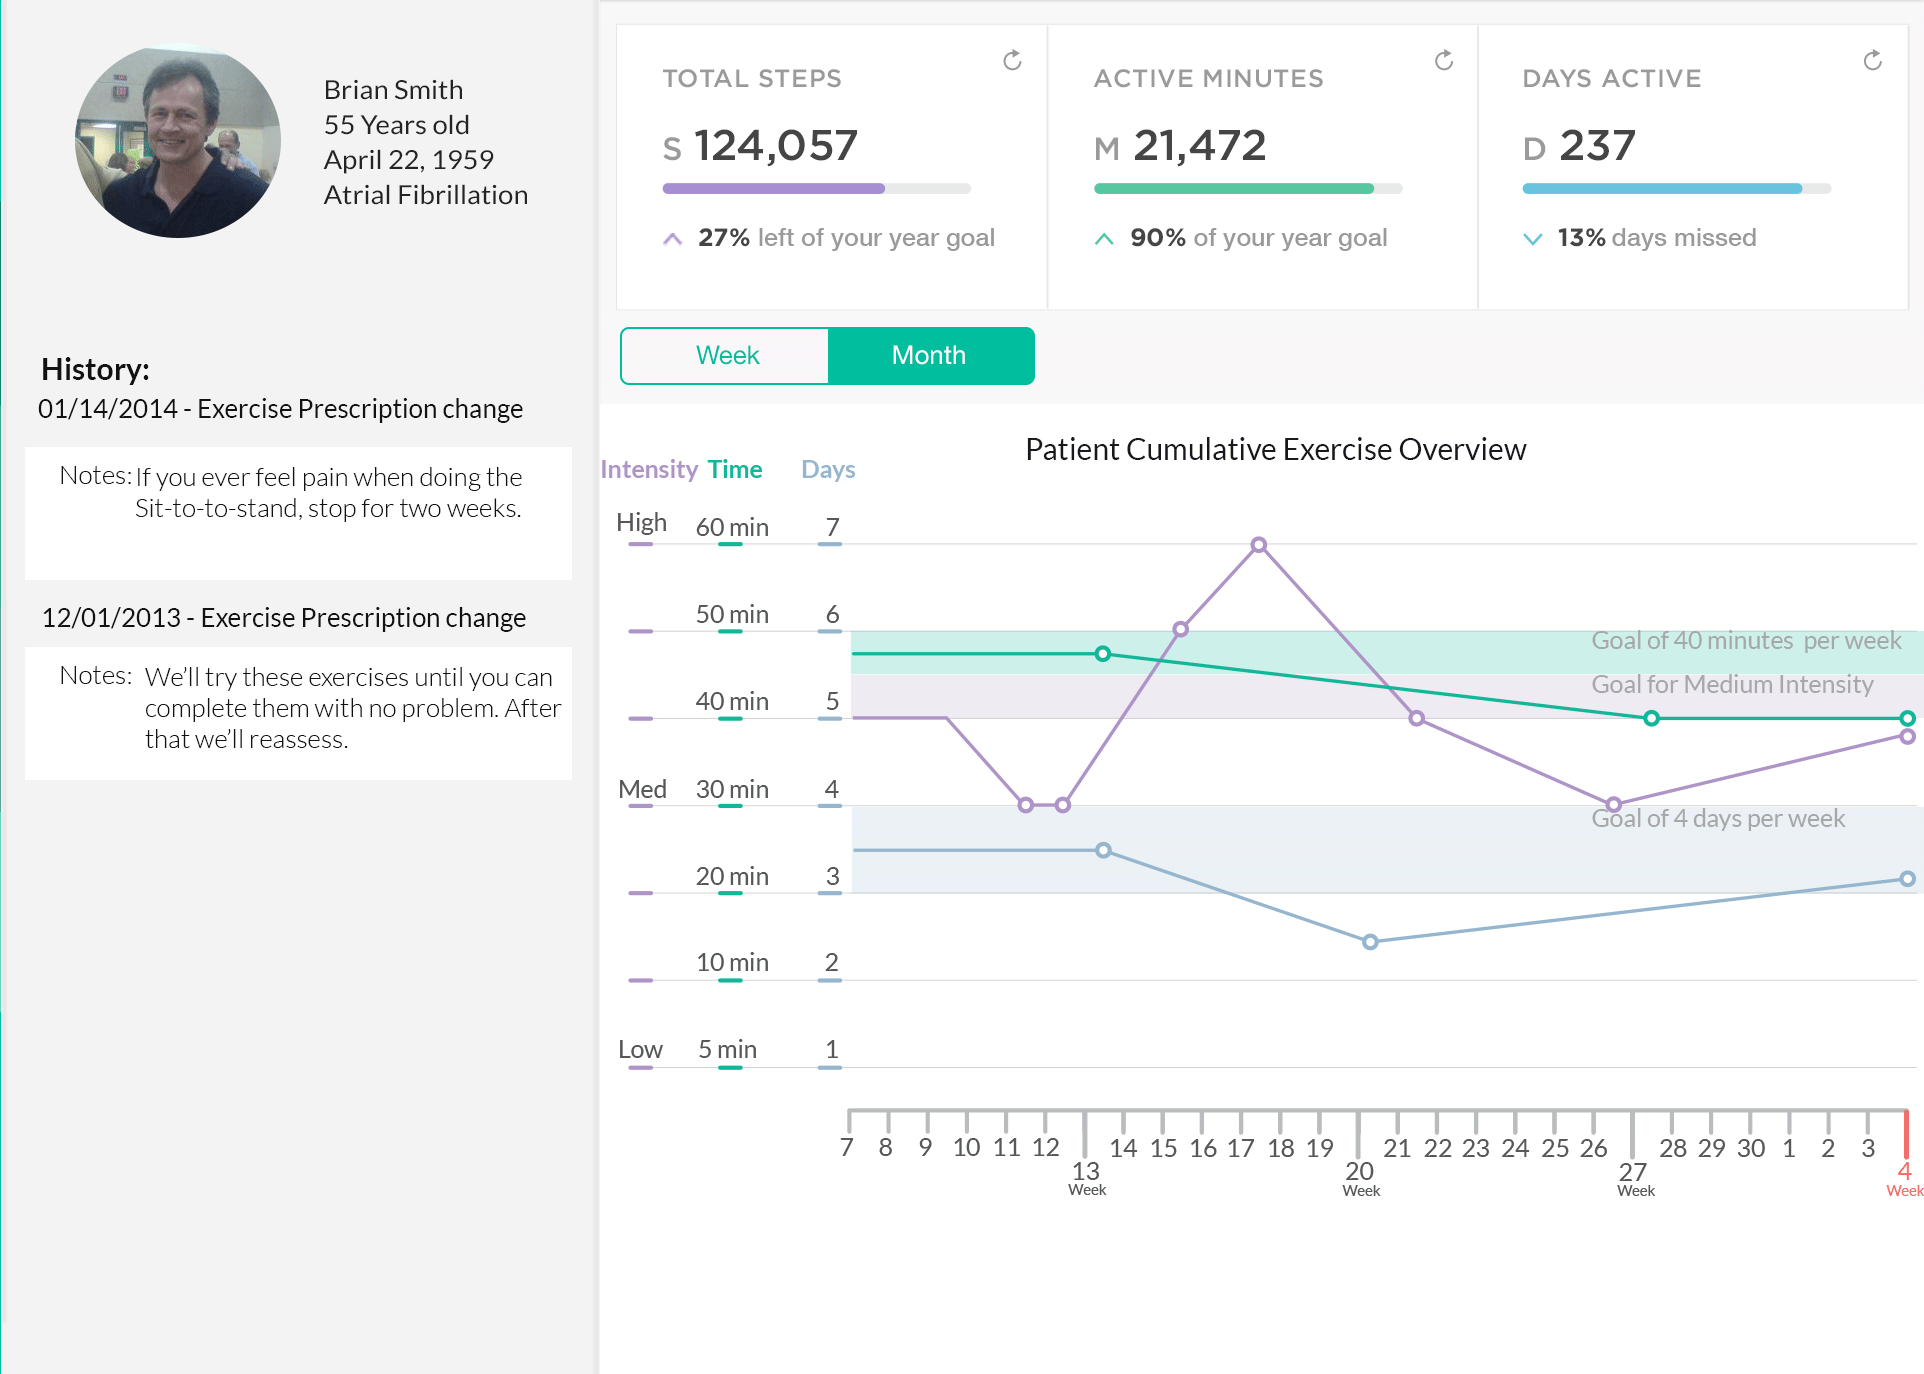 Brian Smith
55 Years old
April 22, 1959
Atrial Fibrillation
History:
01/14/2014 - Exercise Prescription change
Notes: If you ever feel pain when doing the
Sit-to-to-stand, stop for two weeks.
12/01/2013 - Exercise Prescription change
Notes: We'll try these exercises until you can
complete them with no problem. After
that we'll reassess.
TOTAL STEPS
S 124,057
27% left of your year goal
ACTIVE MINUTES
M 21,472
90% of your year goal
DAYS ACTIVE
D 237
13% days missed
Week Month
Patient Cumulative Exercise Overview
Intensity Time Days
High 60 min 7
50 min 6
Goal of 40 minutes per week
Goal for Medium Intensity
40 min 5
Med 30 min 4
Goal of 4 days per week
20 min 3
10 min 2
Low 5 min 1
7 8 9 10 11 12 14 15 16 17 18 19 21 22 23 24 25 26 28 29 30 1 2 3
13 20 27 4
Week Week Week Week